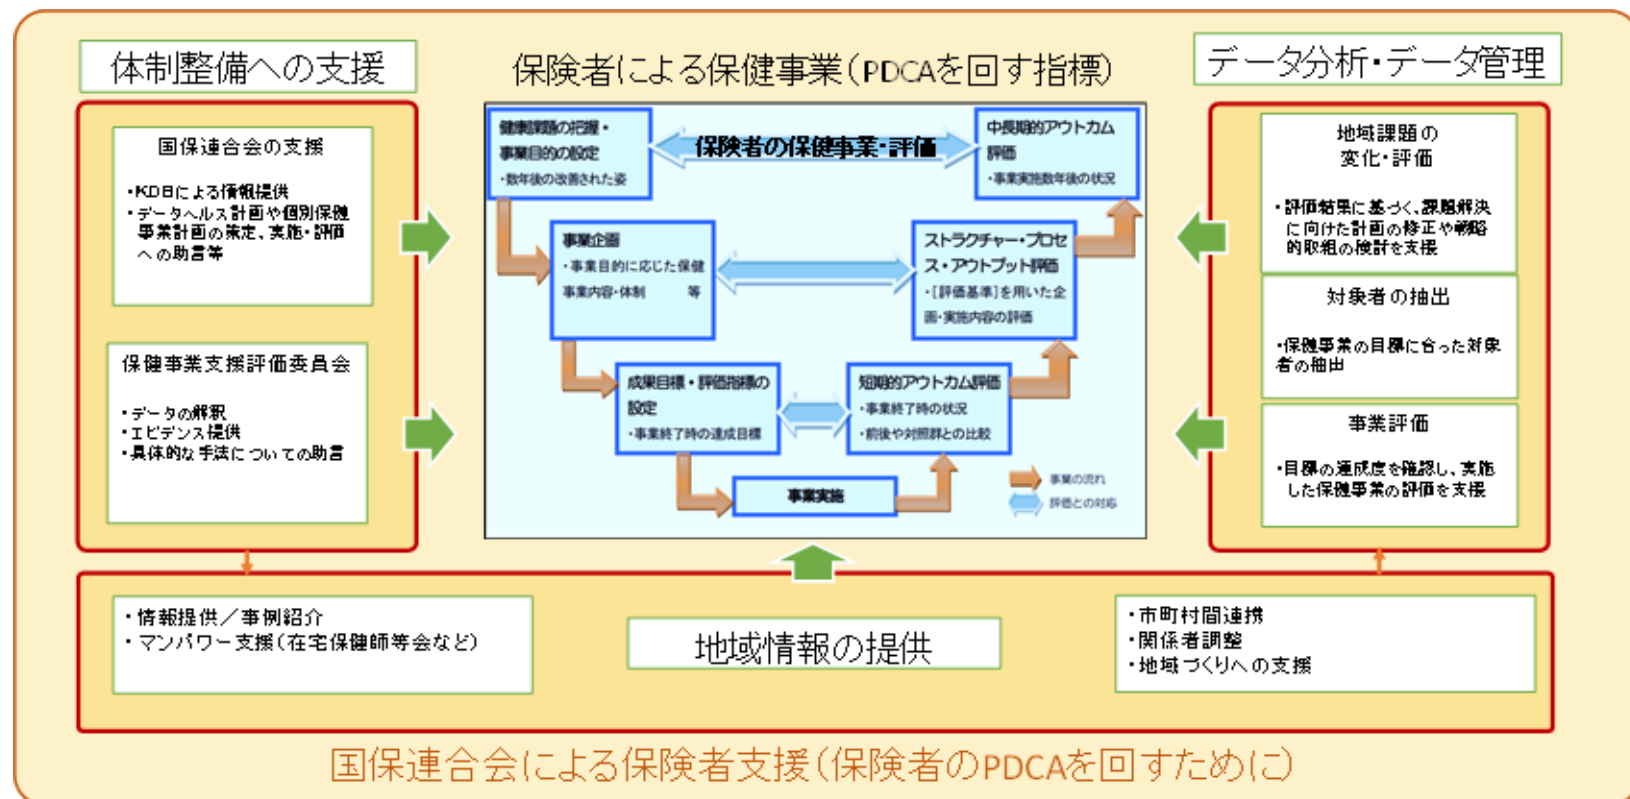 体制整備への支援
国保連合会の支援
・KDBによる情報提供
・データヘルス計画や個別保健
事業計画の策定、実施・評価
への助言等
保健事業支援評価委員会
・データの解釈
・エビデンス提供
・具体的な手法についての助言
保険者による保健事業(PDCAを回す指標)
健康課題の把握・
事業目的の設定
・数年後の改善された姿
保険者の保健事業・評価
中長期的アウトカム
評価
・事業実施数年後の状況
事業企画
・事業目的に応じた保健
事業内容・体制 等
ストラクチャー・プロセ
ス・アウトプット評価
・[評価基準]を用いた企
画・実施内容の評価
成果目標・評価指標の
設定
・事業終了時の達成目標
短期的アウトカム評価
・事業終了時の状況
・前後や対照群との比較
事業実施
事業の流れ
評価との対応
データ分析・データ管理
地域課題の
変化・評価
・評価結果に基づく、課題解決
に向けた計画の修正や戦略
的取組の検討を支援
対象者の抽出
・保健事業の目標に合った対象
者の抽出
事業評価
・目標の達成度を確認し、実施
した保健事業の評価を支援
・情報提供/事例紹介
・マンパワー支援(在宅保健師等会など)
地域情報の提供
・市町村間連携
・関係者調整
・地域づくりへの支援
国保連合会による保険者支援(保険者のPDCAを回すために)